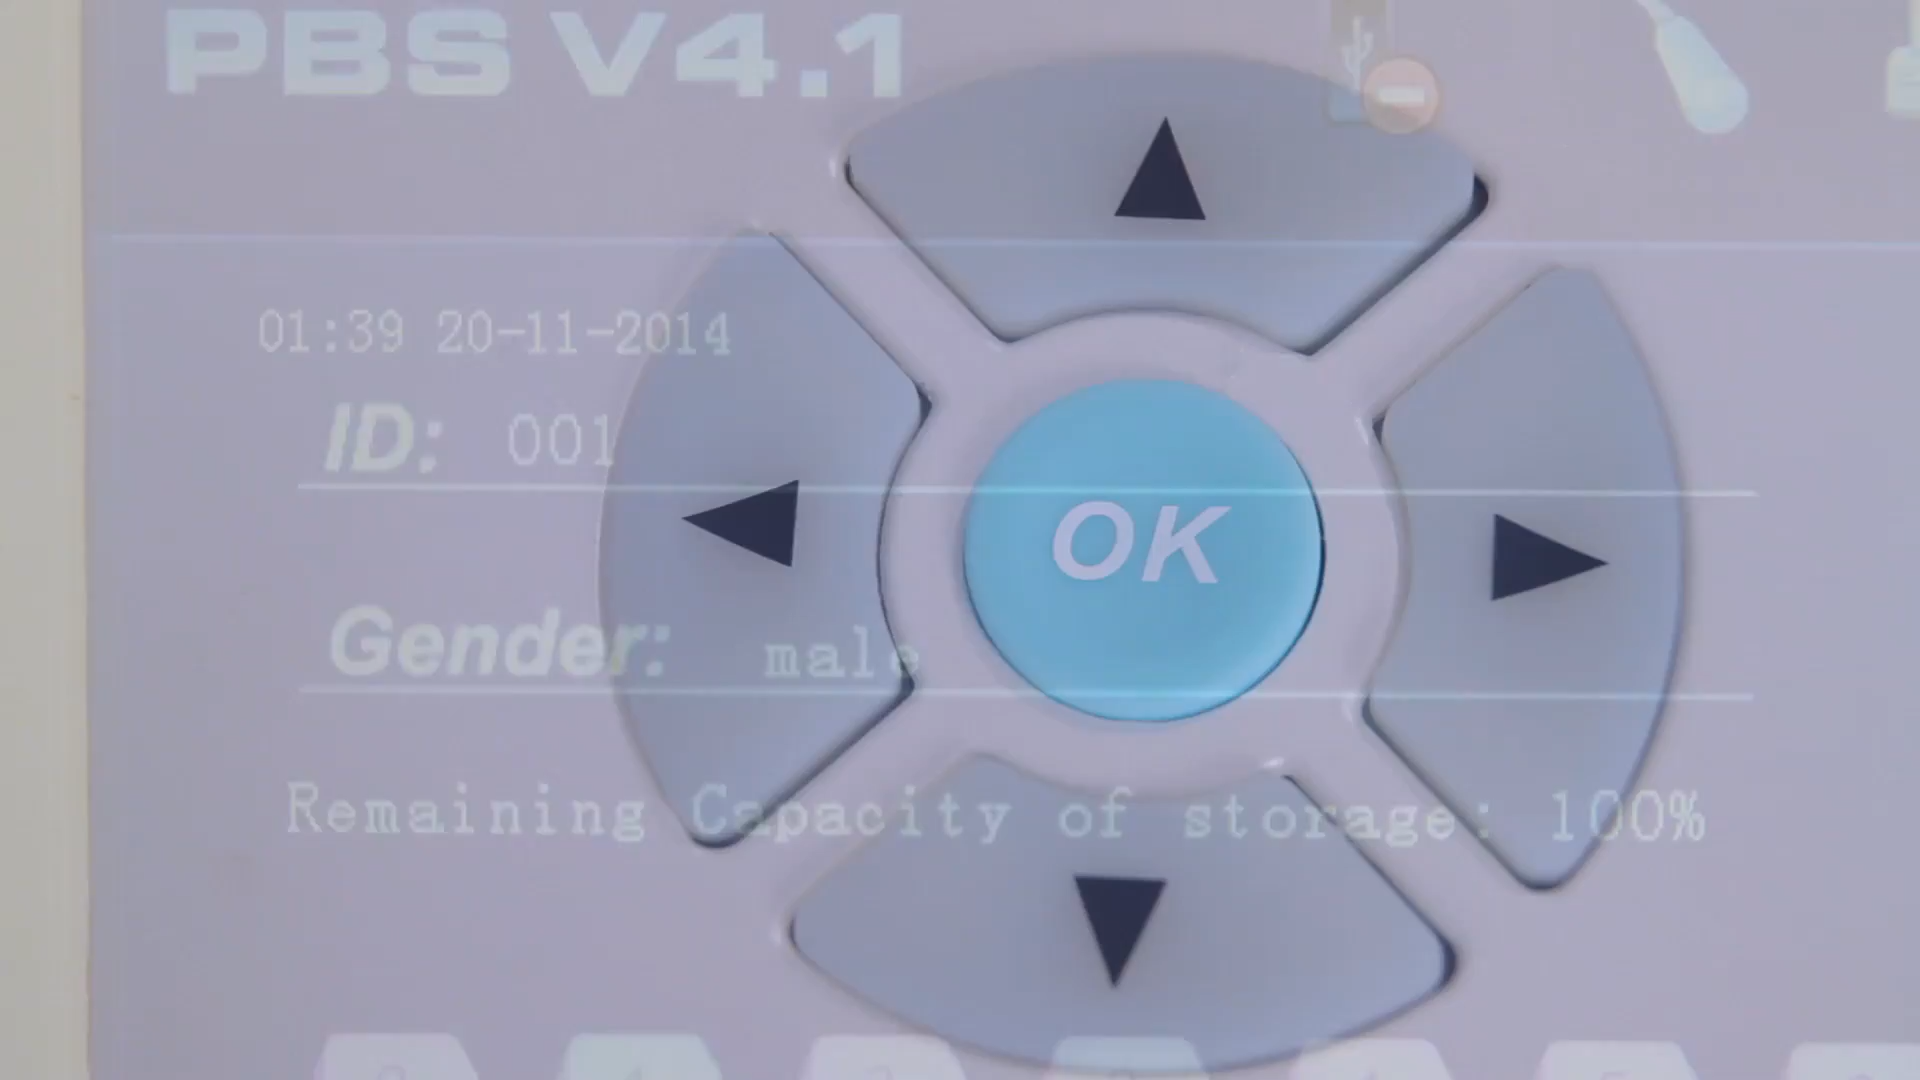 PBS V4.1
01:39 20-11-2014
ID: 001
OK
Gender: male
Remaining Capacity of storage: 100%